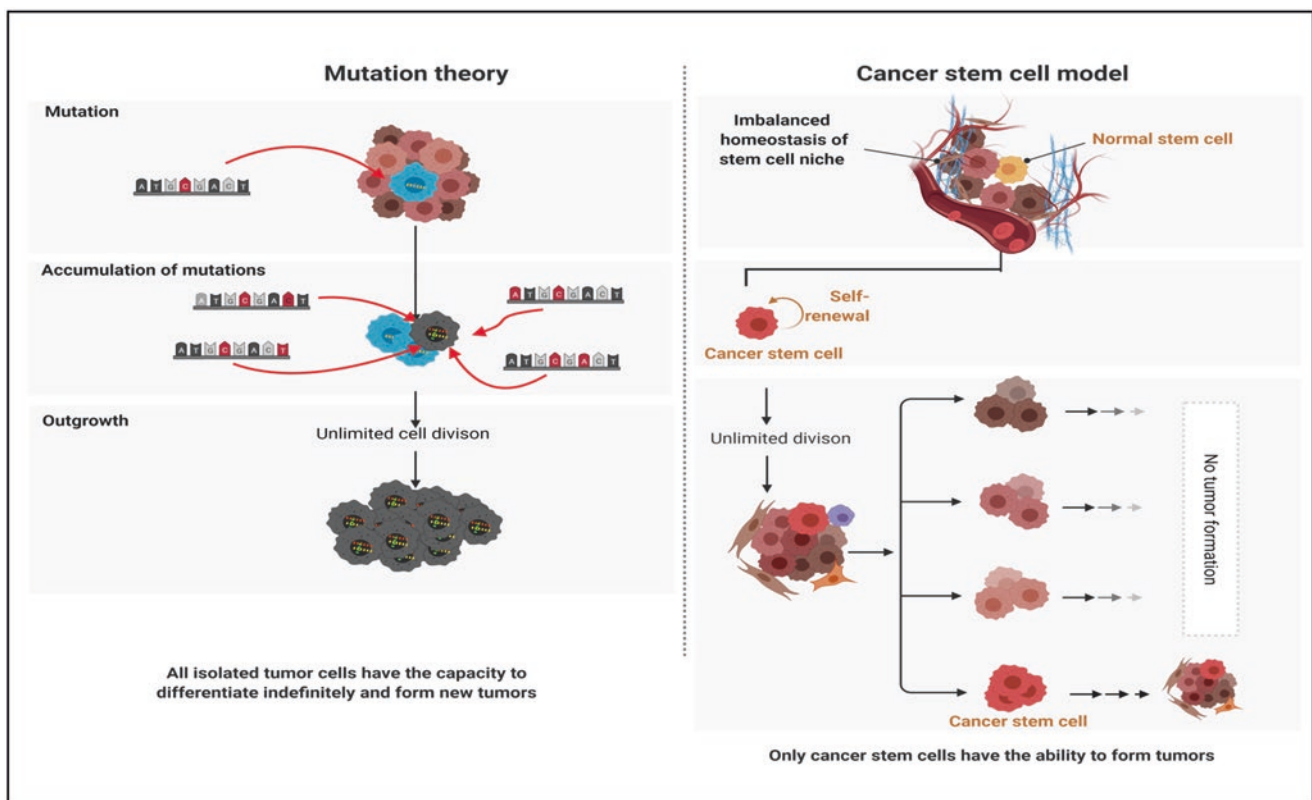 Mutation theory
Mutation
A T G C G A C T
Accumulation of mutations
A T G C G A C T
A T G C G A C T
A T G C G A C T
A T G C G A C T
Outgrowth
Unlimited cell divison
All isolated tumor cells have the capacity to
differentiate indefinitely and form new tumors
Cancer stem cell model
Imbalanced
homeostasis of
stem cell niche
Normal stem cell
Self-
renewal
Cancer stem cell
Unlimited divison
No tumor formation
Cancer stem cell
Only cancer stem cells have the ability to form tumors